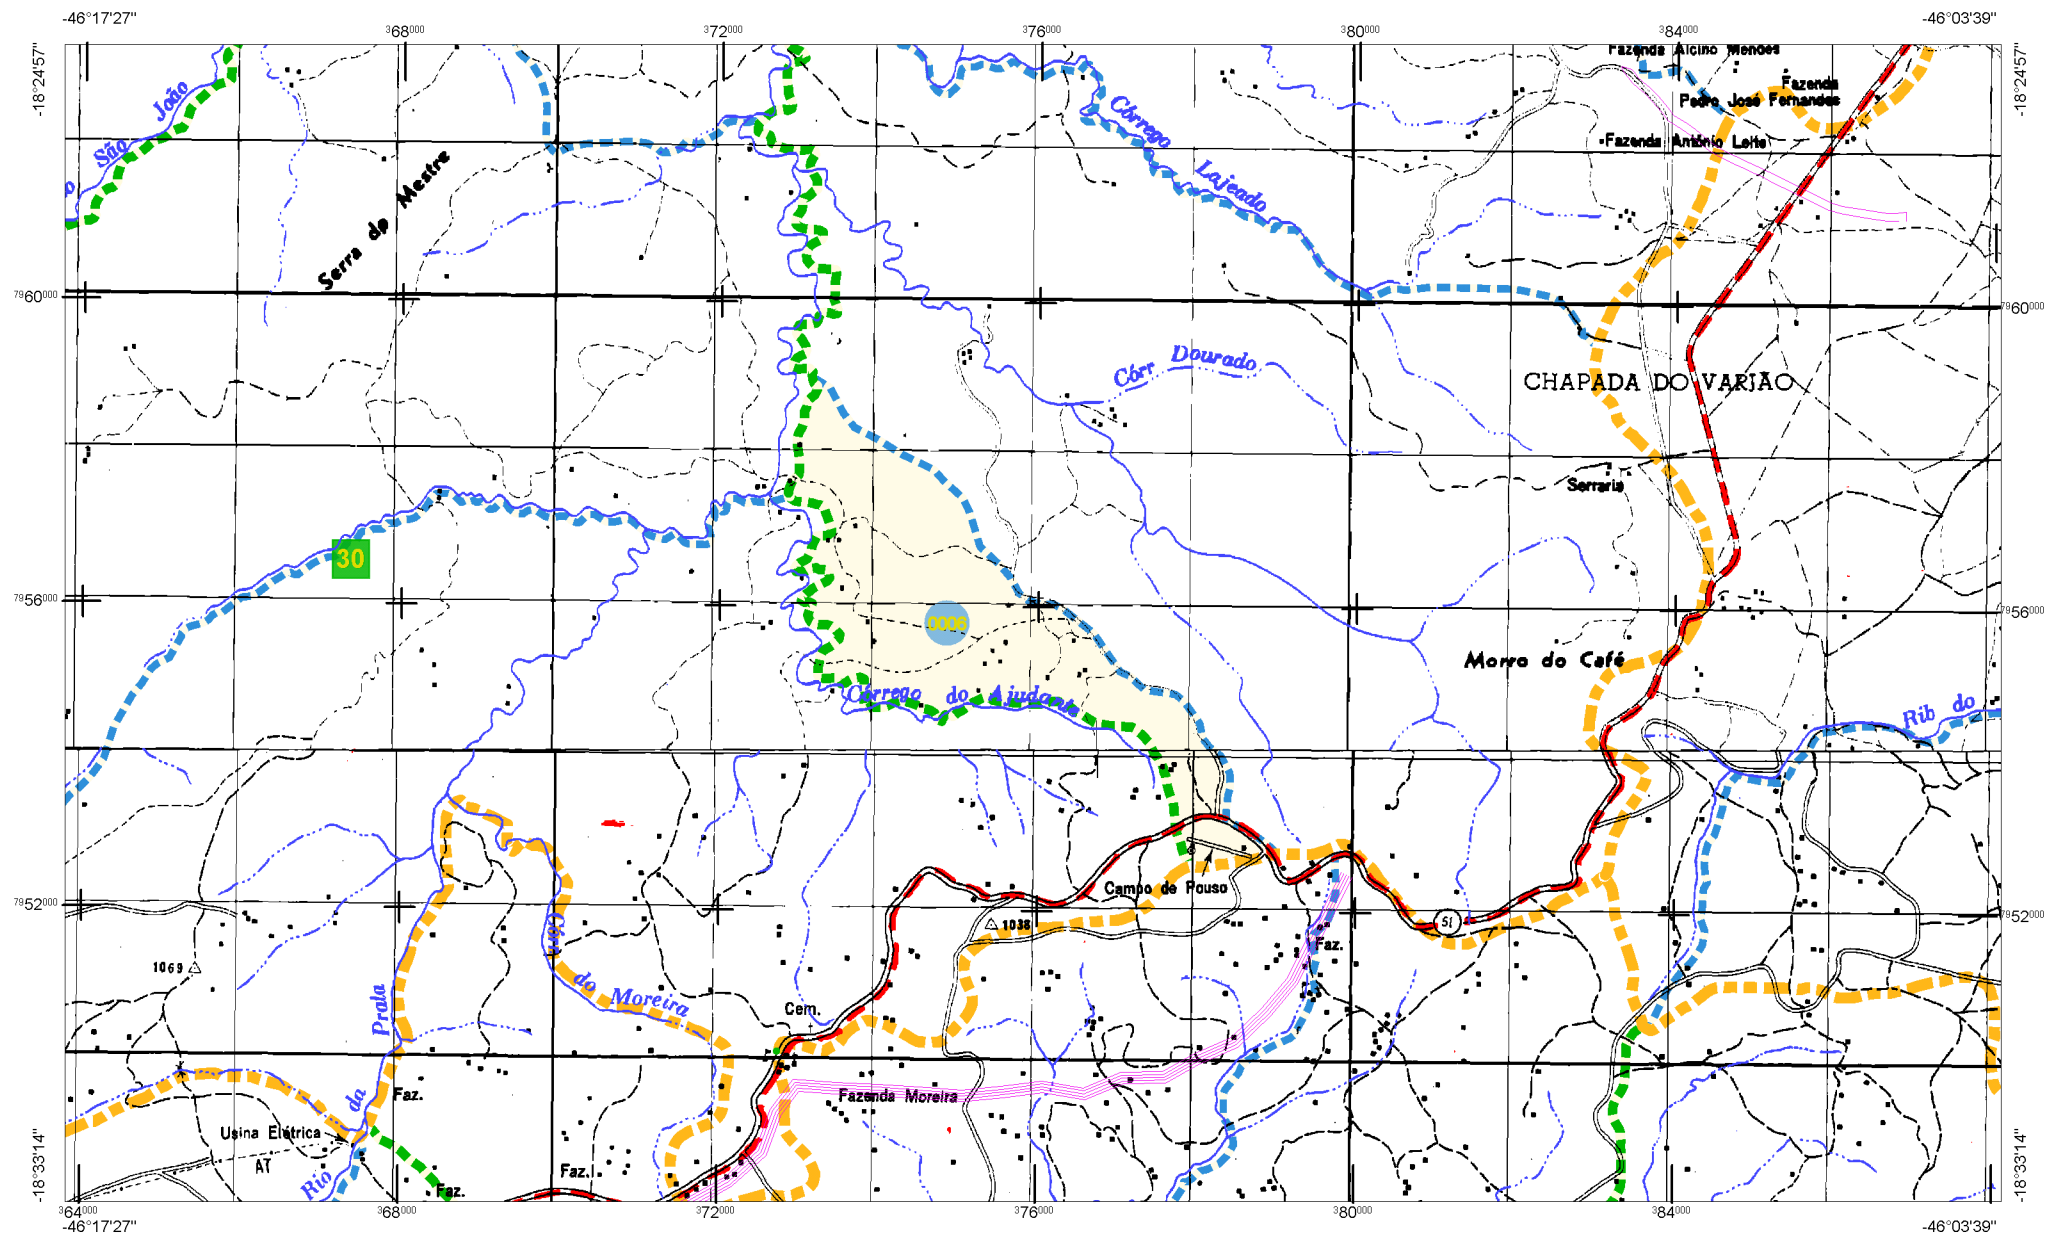 -46°17'27"
-46°03'39"
368000
372000
376000
380000
384000
-18°24'57"
-18°24'57"
Fazenda Alcino Mendes
Fazenda
Pedro José Fernandes
Fazenda Antônio Leite
São João
Serra do Mestre
Córrego Lajeado
7960000
7960000
Córr Dourado
CHAPADA DO VARJÃO
Serraria
30
7956000
7956000
0006
Morro do Café
Córrego do Ajudante
Rib do
Campo de Pouso
7952000
7952000
1038
51
Faz.
1069
Córr do Moreira
Cem.
Rio da Prata
Faz.
Fazenda Moreira
Usina Elétrica
AT
Faz.
Faz.
-18°33'14"
-18°33'14"
364000
368000
372000
376000
380000
384000
-46°17'27"
-46°03'39"